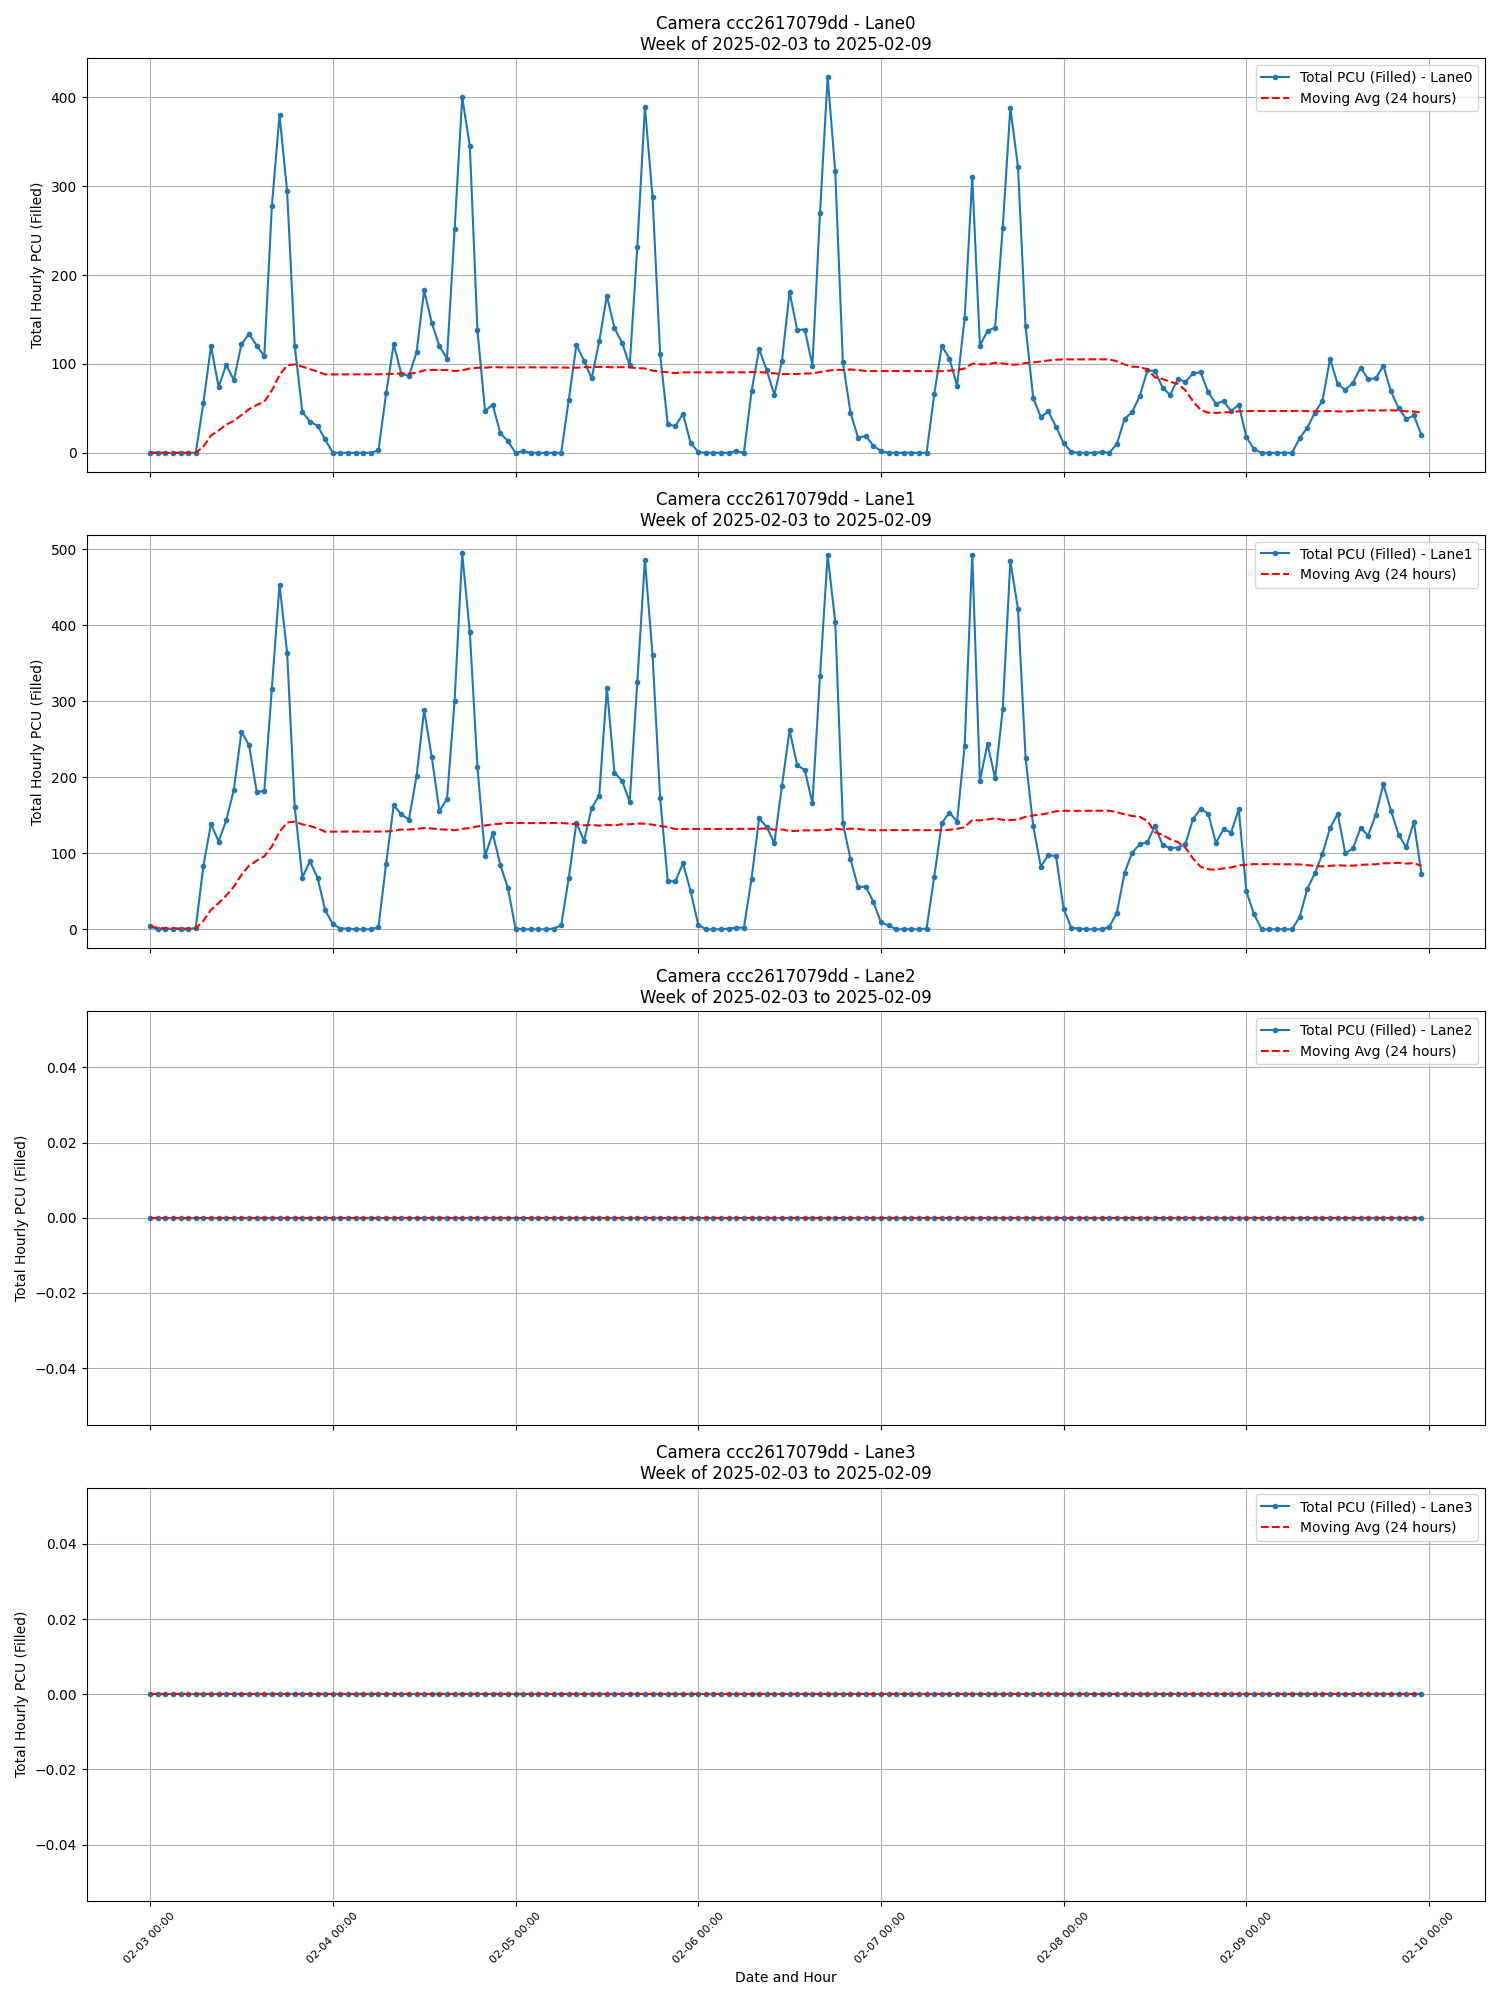 Camera ccc2617079dd - Lane0
Week of 2025-02-03 to 2025-02-09
Total PCU (Filled) - Lane0
Moving Avg (24 hours)
Total Hourly PCU (Filled)
400
300
200
100
0
Camera ccc2617079dd - Lane1
Week of 2025-02-03 to 2025-02-09
Total PCU (Filled) - Lane1
Moving Avg (24 hours)
Total Hourly PCU (Filled)
500
400
300
200
100
0
Camera ccc2617079dd - Lane2
Week of 2025-02-03 to 2025-02-09
Total PCU (Filled) - Lane2
Moving Avg (24 hours)
Total Hourly PCU (Filled)
0.04
0.02
0.00
−0.02
−0.04
Camera ccc2617079dd - Lane3
Week of 2025-02-03 to 2025-02-09
Total PCU (Filled) - Lane3
Moving Avg (24 hours)
Total Hourly PCU (Filled)
0.04
0.02
0.00
−0.02
−0.04
02-03 00:00
02-04 00:00
02-05 00:00
02-06 00:00
02-07 00:00
02-08 00:00
02-09 00:00
02-10 00:00
Date and Hour